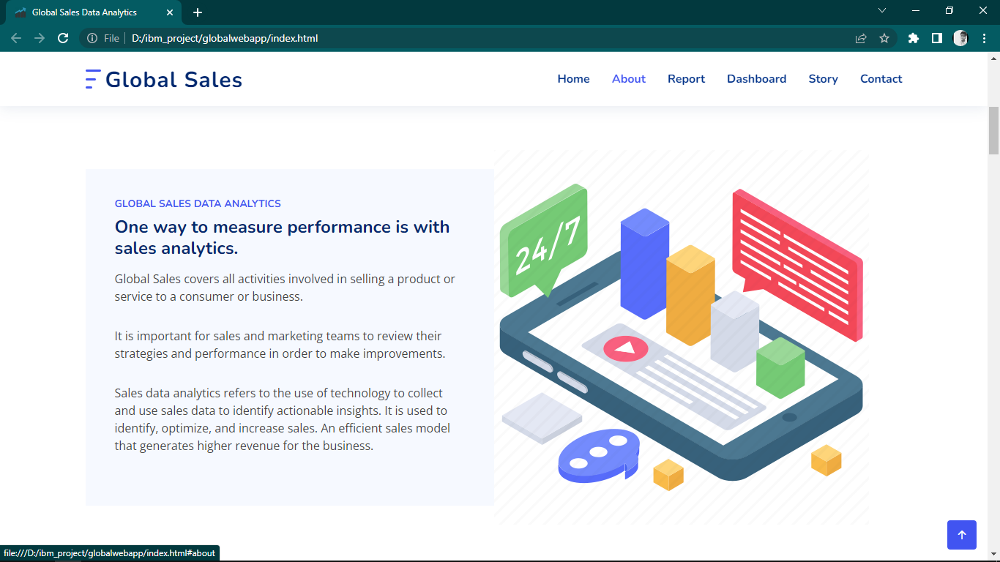 Global Sales Data Analytics
File
D:/ibm_project/globalwebapp/index.html
Global Sales
Home About Report Dashboard Story Contact
GLOBAL SALES DATA ANALYTICS
One way to measure performance is with
sales analytics.
Global Sales covers all activities involved in selling a product or
service to a consumer or business.
It is important for sales and marketing teams to review their
strategies and performance in order to make improvements.
Sales data analytics refers to the use of technology to collect
and use sales data to identify actionable insights. It is used to
identify, optimize, and increase sales. An efficient sales model
that generates higher revenue for the business.
24/7
file:///D:/ibm_project/globalwebapp/index.html#about